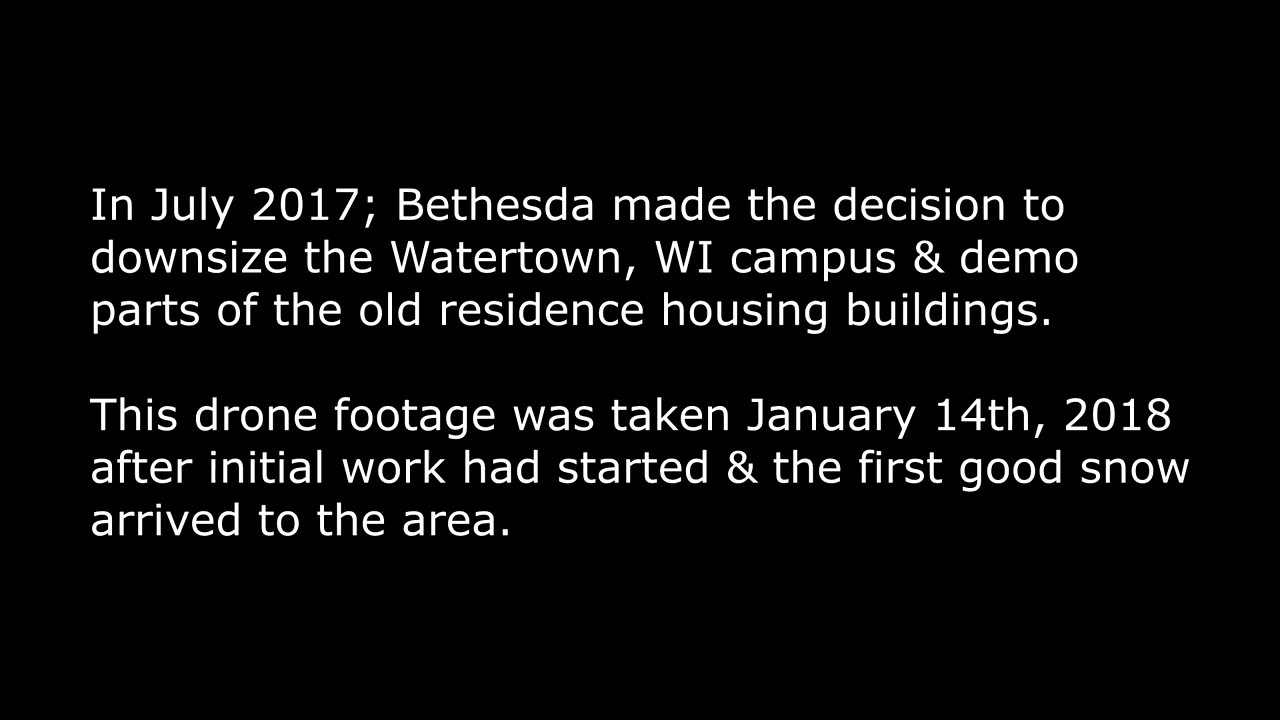 In July 2017; Bethesda made the decision to
downsize the Watertown, WI campus & demo
parts of the old residence housing buildings.
This drone footage was taken January 14th, 2018
after initial work had started & the first good snow
arrived to the area.